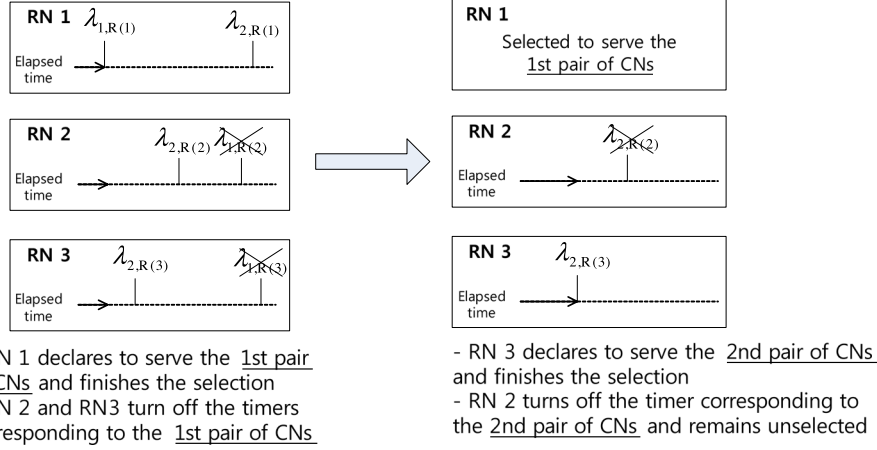 RN 1 λ1,R(1) λ2,R(1)
Elapsed
time
RN 2 λ2,R(2) λ1,R(2)
Elapsed
time
RN 3 λ2,R(3) λ1,R(3)
Elapsed
time
N 1 declares to serve the 1st pair
CNs and finishes the selection
N 2 and RN3 turn off the timers
responding to the 1st pair of CNs
RN 1
Selected to serve the
1st pair of CNs
RN 2 λ2,R(2)
Elapsed
time
RN 3 λ2,R(3)
Elapsed
time
- RN 3 declares to serve the 2nd pair of CNs
and finishes the selection
- RN 2 turns off the timer corresponding to
the 2nd pair of CNs and remains unselected